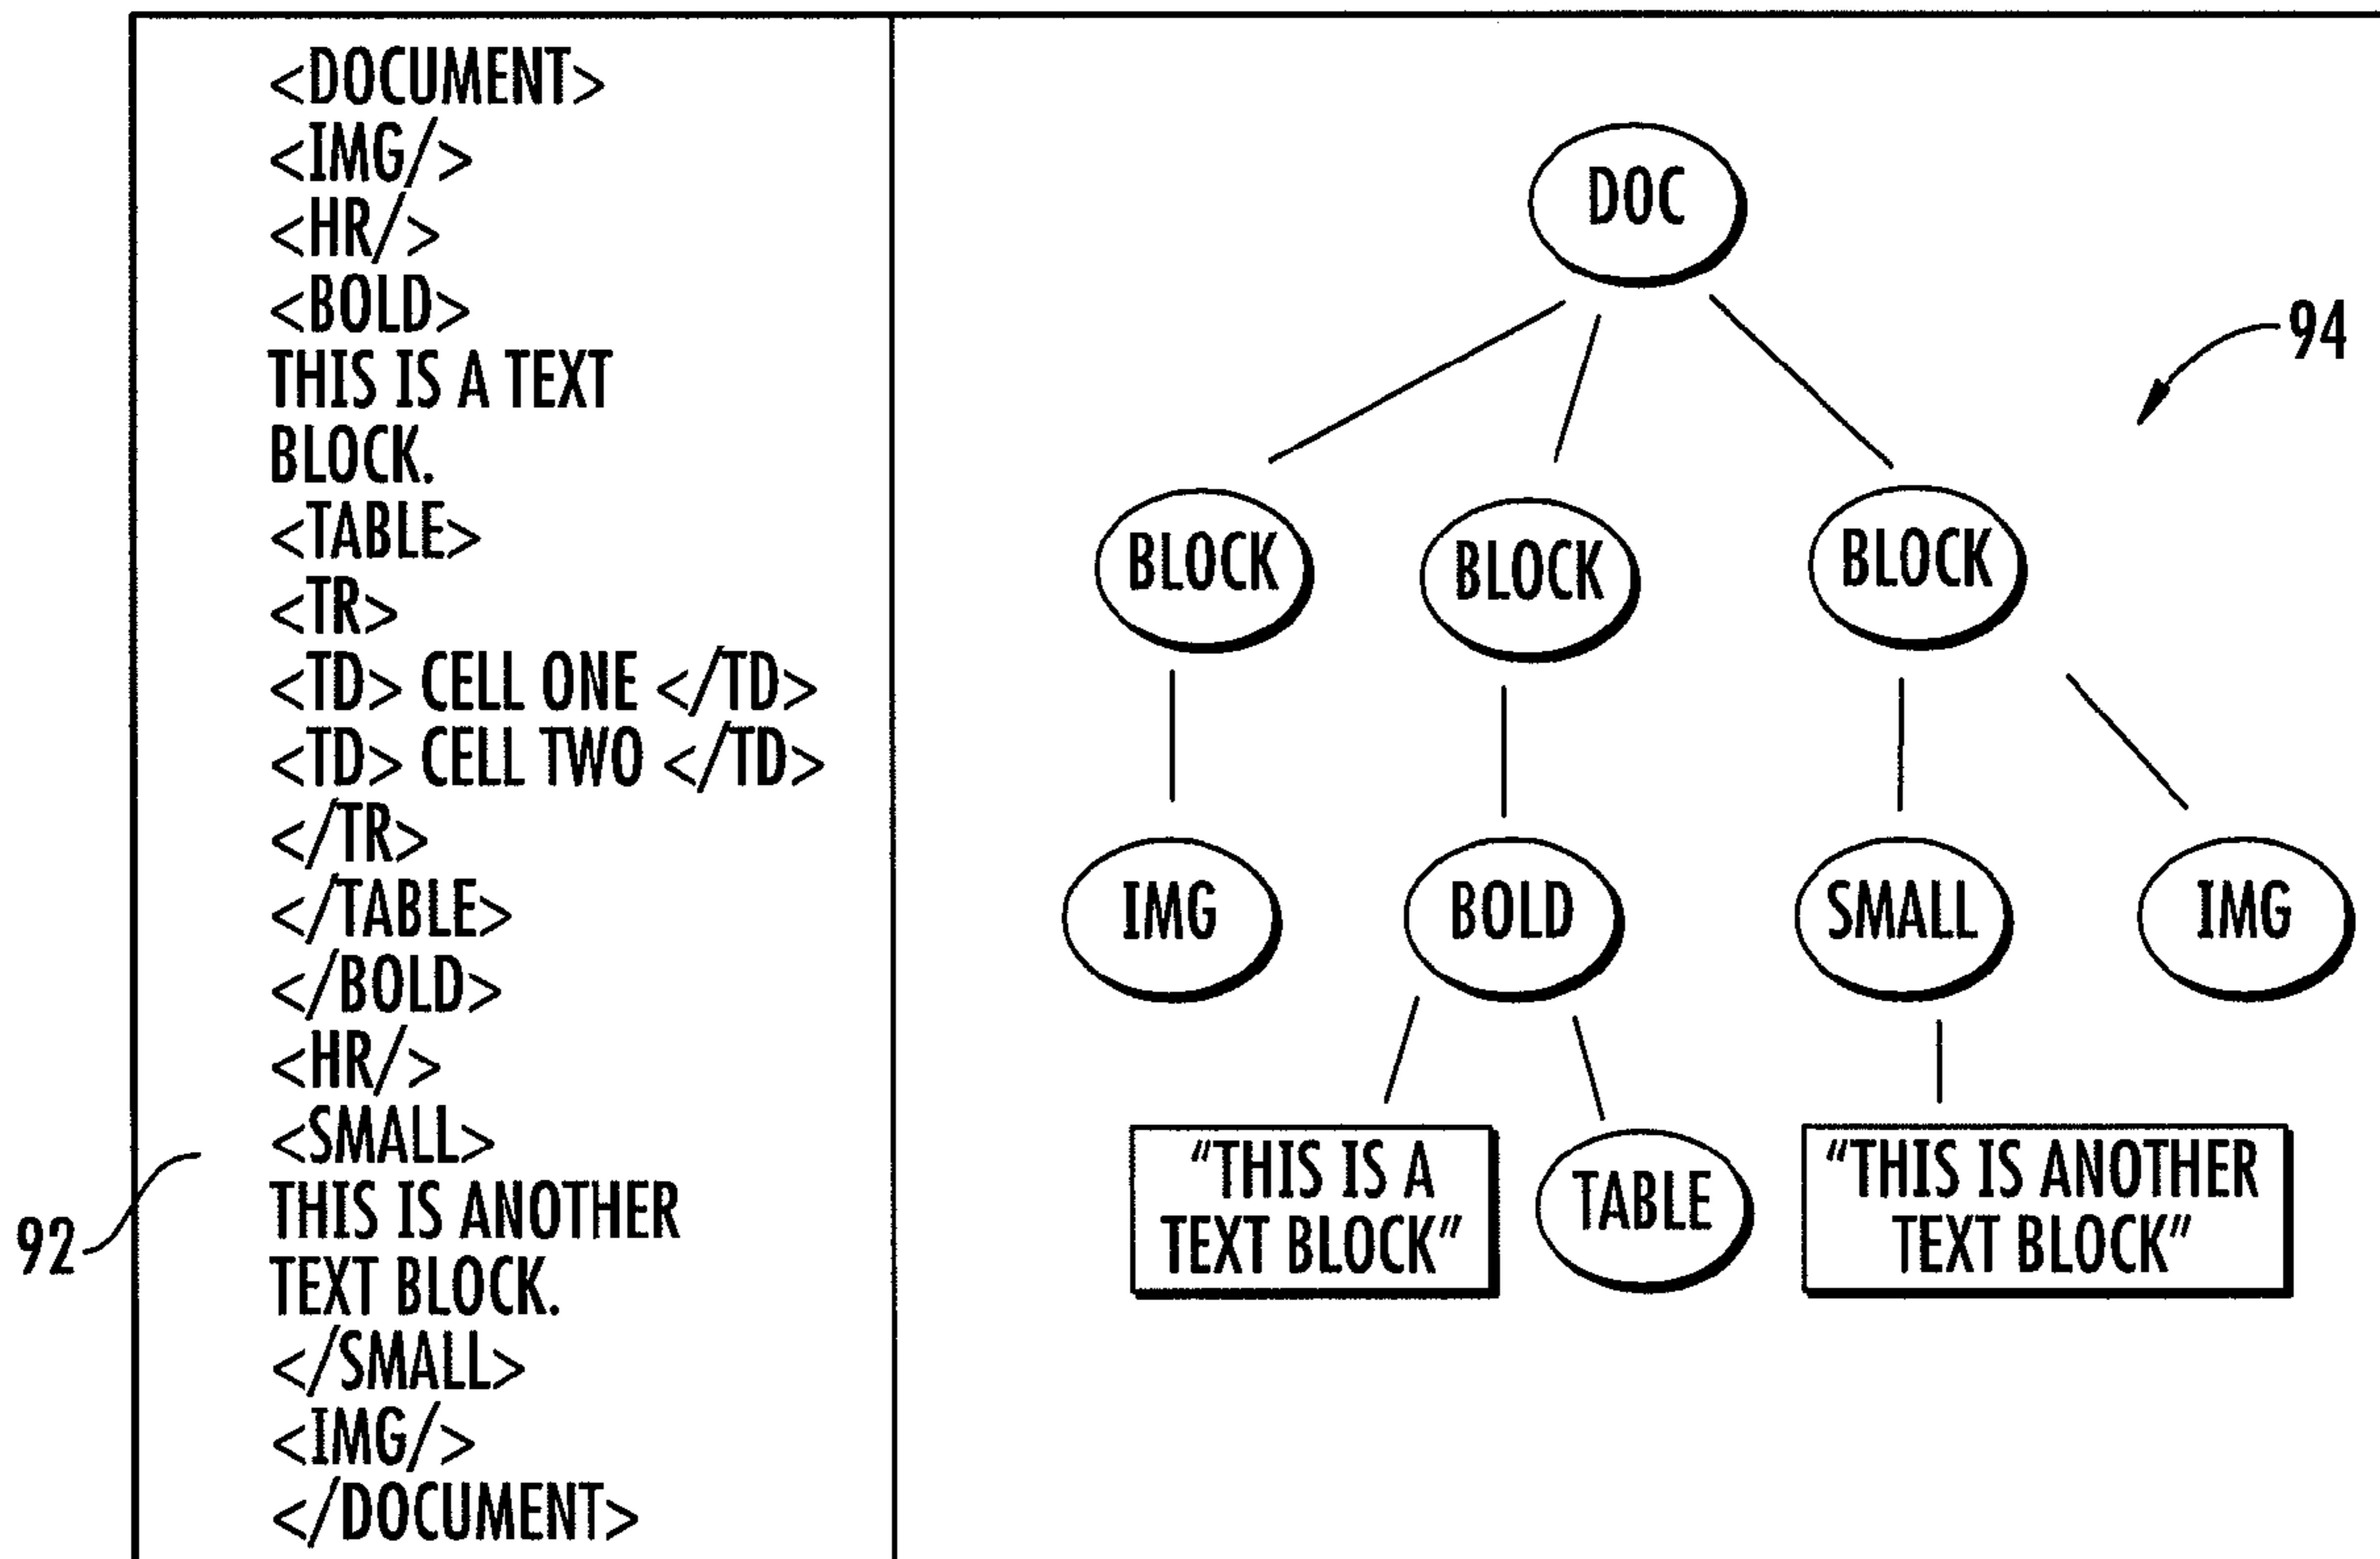 <DOCUMENT>
<IMG/>
<HR/>
<BOLD>
THIS IS A TEXT
BLOCK.
<TABLE>
<TR>
<TD> CELL ONE </TD>
<TD> CELL TWO </TD>
</TR>
</TABLE>
</BOLD>
<HR/>
<SMALL>
THIS IS ANOTHER
TEXT BLOCK.
</SMALL>
<IMG/>
</DOCUMENT>
92
DOC
94
BLOCK BLOCK BLOCK
IMG BOLD SMALL IMG
"THIS IS A
TEXT BLOCK"
TABLE
"THIS IS ANOTHER
TEXT BLOCK"